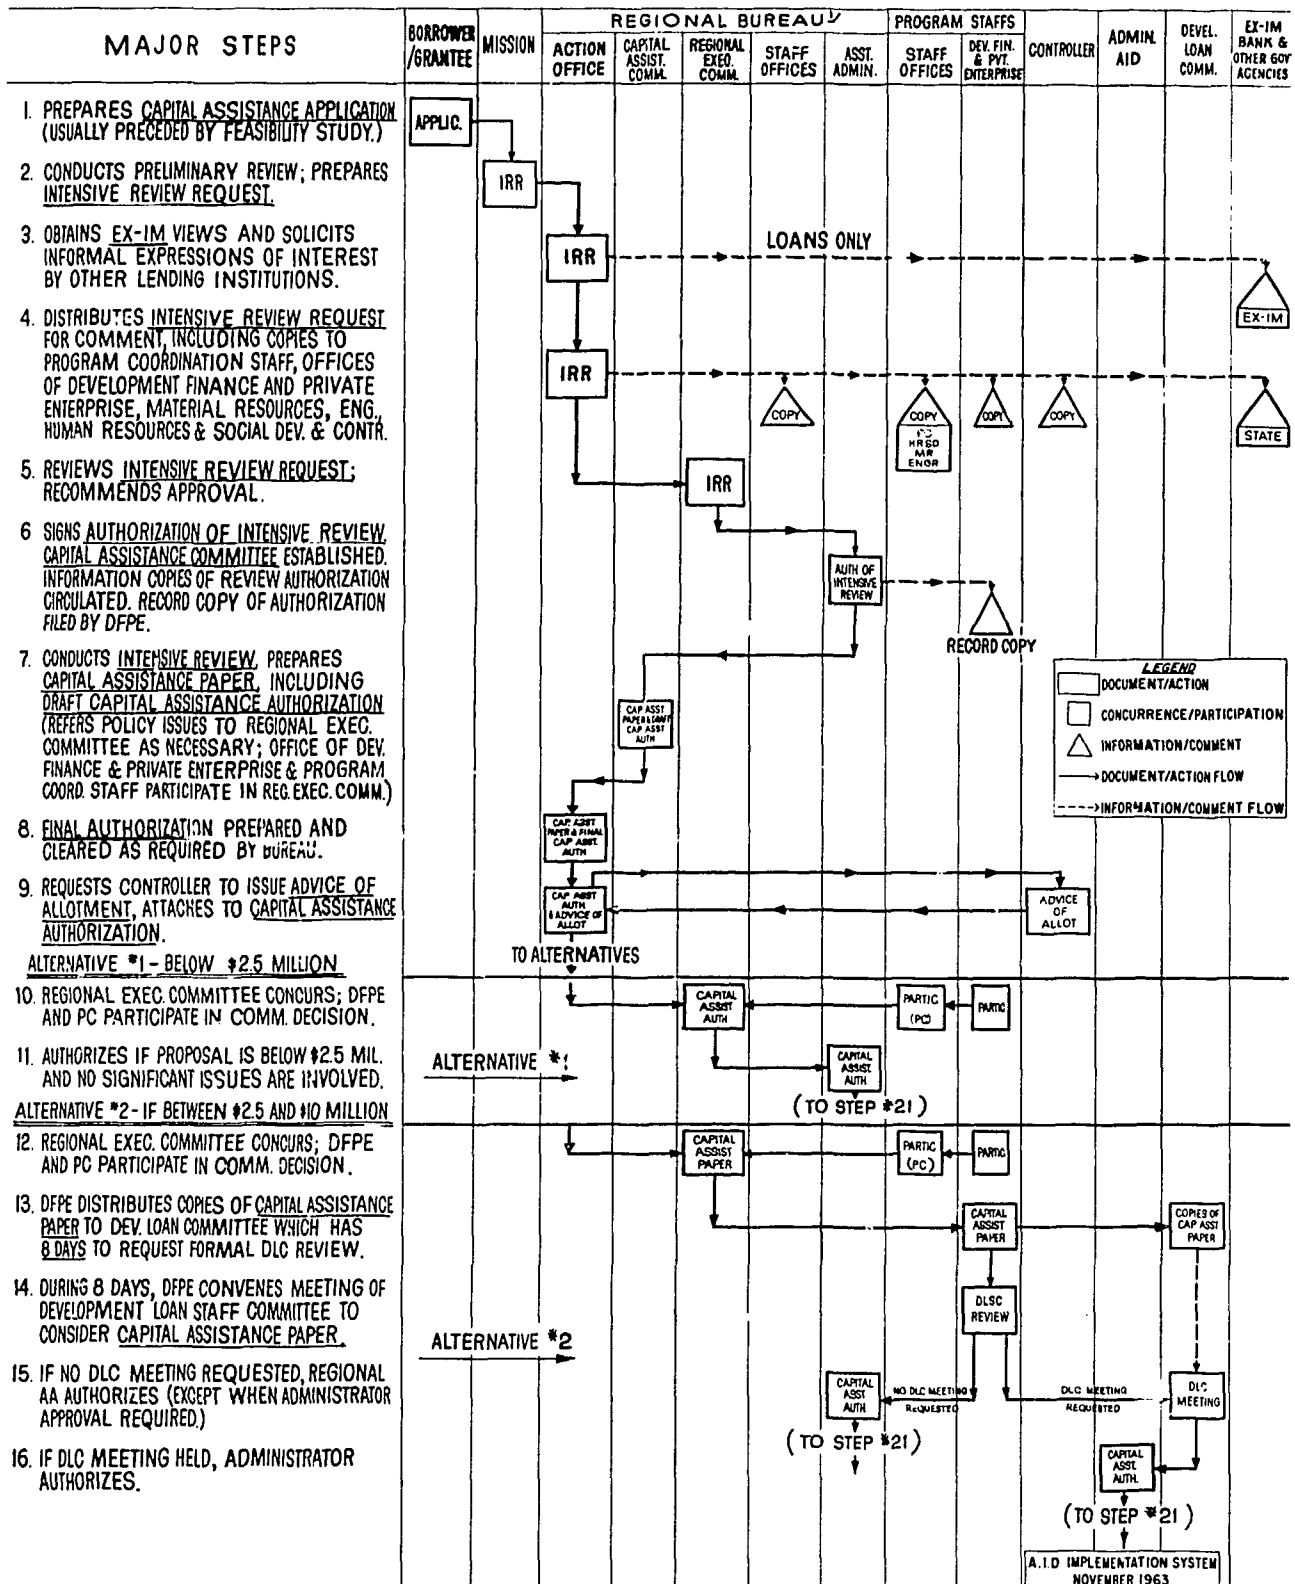 MAJOR STEPS
BORROWER
/GRANTEE
MISSION
REGIONAL BUREAU 1/
ACTION
OFFICE
CAPITAL
ASSIST.
COMM.
REGIONAL
EXEC.
COMM.
STAFF
OFFICES
ASST.
ADMIN.
PROGRAM STAFFS
STAFF
OFFICES
DEV. FIN.
& PVT.
ENTERPRISE
CONTROLLER
ADMIN.
AID
DEVEL.
LOAN
COMM.
EX-IM
BANK &
OTHER GOV
AGENCIES
1. PREPARES CAPITAL ASSISTANCE APPLICATION
(USUALLY PRECEDED BY FEASIBILITY STUDY.)
APPLIC.
2. CONDUCTS PRELIMINARY REVIEW; PREPARES
INTENSIVE REVIEW REQUEST.
IRR
3. OBTAINS EX-IM VIEWS AND SOLICITS
INFORMAL EXPRESSIONS OF INTEREST
BY OTHER LENDING INSTITUTIONS.
IRR
LOANS ONLY
EX-IM
4. DISTRIBUTES INTENSIVE REVIEW REQUEST
FOR COMMENT, INCLUDING COPIES TO
PROGRAM COORDINATION STAFF, OFFICES
OF DEVELOPMENT FINANCE AND PRIVATE
ENTERPRISE, MATERIAL RESOURCES, ENG.,
HUMAN RESOURCES & SOCIAL DEV. & CONTR.
IRR
COPY
COPY
HRSD
MR
ENGR
COPY
COPY
STATE
5. REVIEWS INTENSIVE REVIEW REQUEST;
RECOMMENDS APPROVAL.
IRR
6 SIGNS AUTHORIZATION OF INTENSIVE REVIEW.
CAPITAL ASSISTANCE COMMITTEE ESTABLISHED.
INFORMATION COPIES OF REVIEW AUTHORIZATION
CIRCULATED. RECORD COPY OF AUTHORIZATION
FILED BY DFPE.
AUTH OF
INTENSIVE
REVIEW
RECORD COPY
7. CONDUCTS INTENSIVE REVIEW, PREPARES
CAPITAL ASSISTANCE PAPER, INCLUDING
DRAFT CAPITAL ASSISTANCE AUTHORIZATION
(REFERS POLICY ISSUES TO REGIONAL EXEC.
COMMITTEE AS NECESSARY; OFFICE OF DEV.
FINANCE & PRIVATE ENTERPRISE & PROGRAM
COORD. STAFF PARTICIPATE IN REG. EXEC. COMM.)
CAP ASST
PAPER & DRAFT
CAP ASST
AUTH
LEGEND
DOCUMENT/ACTION
CONCURRENCE/PARTICIPATION
INFORMATION/COMMENT
DOCUMENT/ACTION FLOW
INFORMATION/COMMENT FLOW
8. FINAL AUTHORIZATION PREPARED AND
CLEARED AS REQUIRED BY BUREAU.
CAP. ASST
PAPER & FINAL
CAP ASST.
AUTH
9. REQUESTS CONTROLLER TO ISSUE ADVICE OF
ALLOTMENT, ATTACHES TO CAPITAL ASSISTANCE
AUTHORIZATION.
CAP ASST
AUTH
& ADVICE OF
ALLOT
ADVICE
OF
ALLOT
TO ALTERNATIVES
ALTERNATIVE #1 - BELOW $2.5 MILLION
10. REGIONAL EXEC. COMMITTEE CONCURS; DFPE
AND PC PARTICIPATE IN COMM. DECISION.
CAPITAL
ASSIST
AUTH
PARTIC
(PC)
PARTIC
11. AUTHORIZES IF PROPOSAL IS BELOW $2.5 MIL.
AND NO SIGNIFICANT ISSUES ARE INVOLVED.
ALTERNATIVE #1
CAPITAL
ASSIST.
AUTH
(TO STEP #21)
ALTERNATIVE #2 - IF BETWEEN $2.5 AND $10 MILLION
12. REGIONAL EXEC. COMMITTEE CONCURS; DFPE
AND PC PARTICIPATE IN COMM. DECISION.
CAPITAL
ASSIST
PAPER
PARTIC
(PC)
PARTIC
13. DFPE DISTRIBUTES COPIES OF CAPITAL ASSISTANCE
PAPER TO DEV. LOAN COMMITTEE WHICH HAS
8 DAYS TO REQUEST FORMAL DLC REVIEW.
CAPITAL
ASSIST
PAPER
COPIES OF
CAP ASST
PAPER
14. DURING 8 DAYS, DFPE CONVENES MEETING OF
DEVELOPMENT LOAN STAFF COMMITTEE TO
CONSIDER CAPITAL ASSISTANCE PAPER.
DLSC
REVIEW
ALTERNATIVE #2
15. IF NO DLC MEETING REQUESTED, REGIONAL
AA AUTHORIZES (EXCEPT WHEN ADMINISTRATOR
APPROVAL REQUIRED.)
CAPITAL
ASST
AUTH
NO DLC MEETING
REQUESTED
DLC MEETING
REQUESTED
DLC
MEETING
(TO STEP #21)
16. IF DLC MEETING HELD, ADMINISTRATOR
AUTHORIZES.
CAPITAL
ASST.
AUTH.
(TO STEP #21)
A.I.D IMPLEMENTATION SYSTEM
NOVEMBER 1963